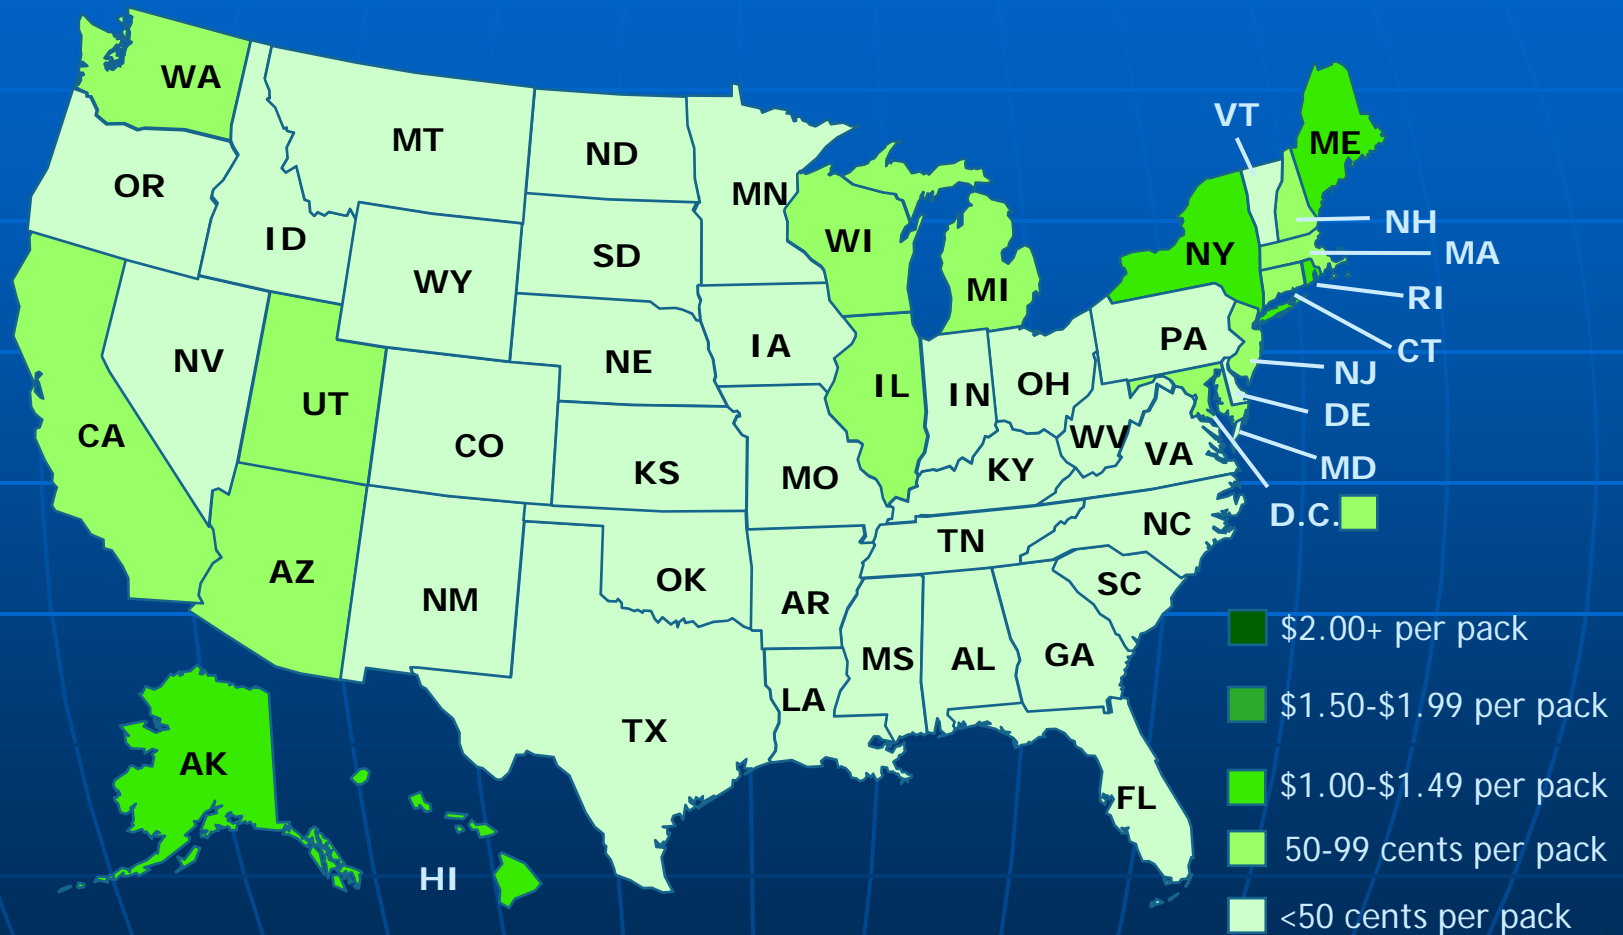 WA
MT
ND
MN
VT
ME
OR
ID
SD
WI
MI
NY
NH
MA
WY
RI
NV
NE
IA
PA
CT
UT
IL
IN
OH
NJ
CA
CO
KS
MO
KY
WV
VA
DE
MD
D.C.
AZ
NM
OK
AR
TN
NC
SC
MS
AL
GA
LA
TX
FL
AK
HI
$2.00+ per pack
$1.50-$1.99 per pack
$1.00-$1.49 per pack
50-99 cents per pack
<50 cents per pack